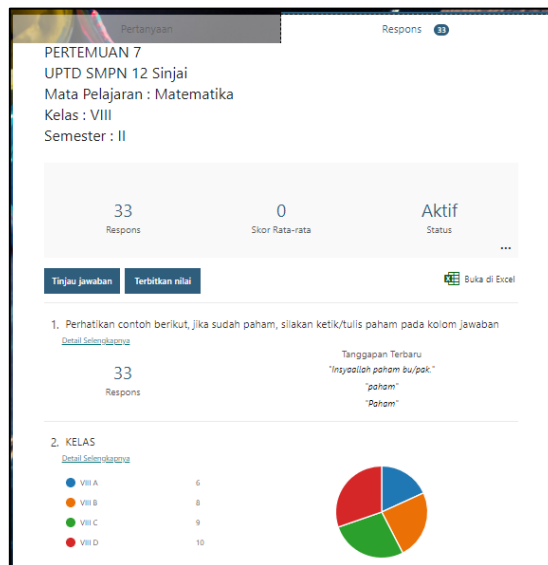 Pertanyaan
Respons 33
PERTEMUAN 7
UPTD SMPN 12 Sinjai
Mata Pelajaran : Matematika
Kelas : VIII
Semester : II
33
Respons
0
Skor Rata-rata
Aktif
Status
...
Tinjau jawaban
Terbitkan nilai
Buka di Excel
1. Perhatikan contoh berikut, jika sudah paham, silakan ketik/tulis paham pada kolom jawaban
Detail Selengkapnya
33
Respons
Tanggapan Terbaru
"Insyaallah paham bu/pak."
"paham"
"Paham"
2. KELAS
Detail Selengkapnya
VIII A 6
VIII B 8
VIII C 9
VIII D 10